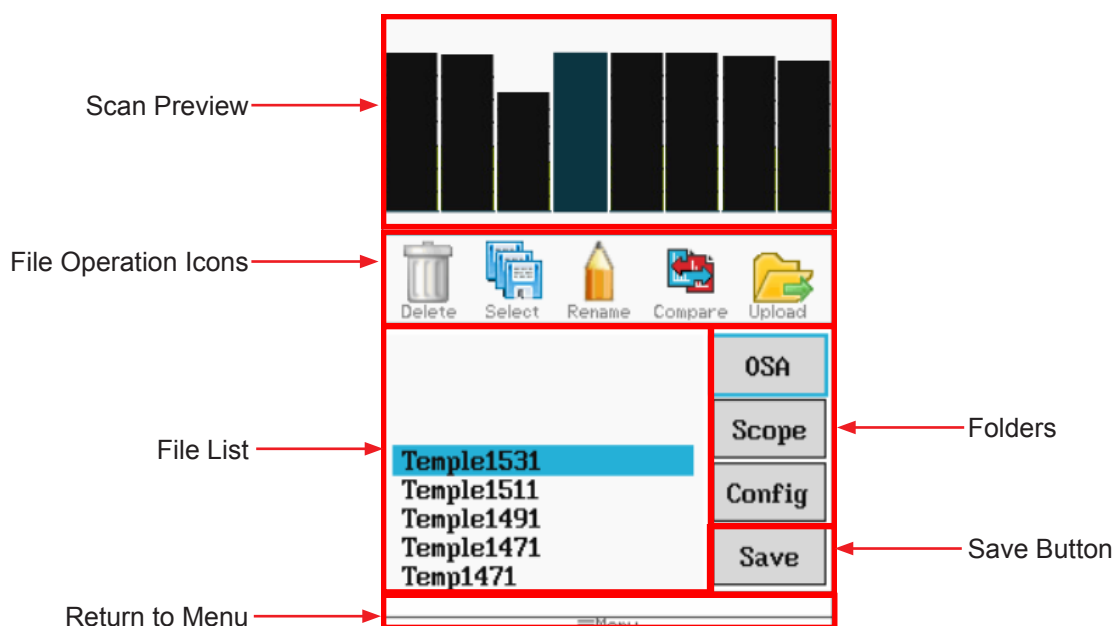 Scan Preview
File Operation Icons
Delete Select Rename Compare Upload
OSA
Scope
Folders
File List
Temple1531
Temple1511
Config
Temple1491
Temple1471
Save
Save Button
Temp1471
Return to Menu
Menu